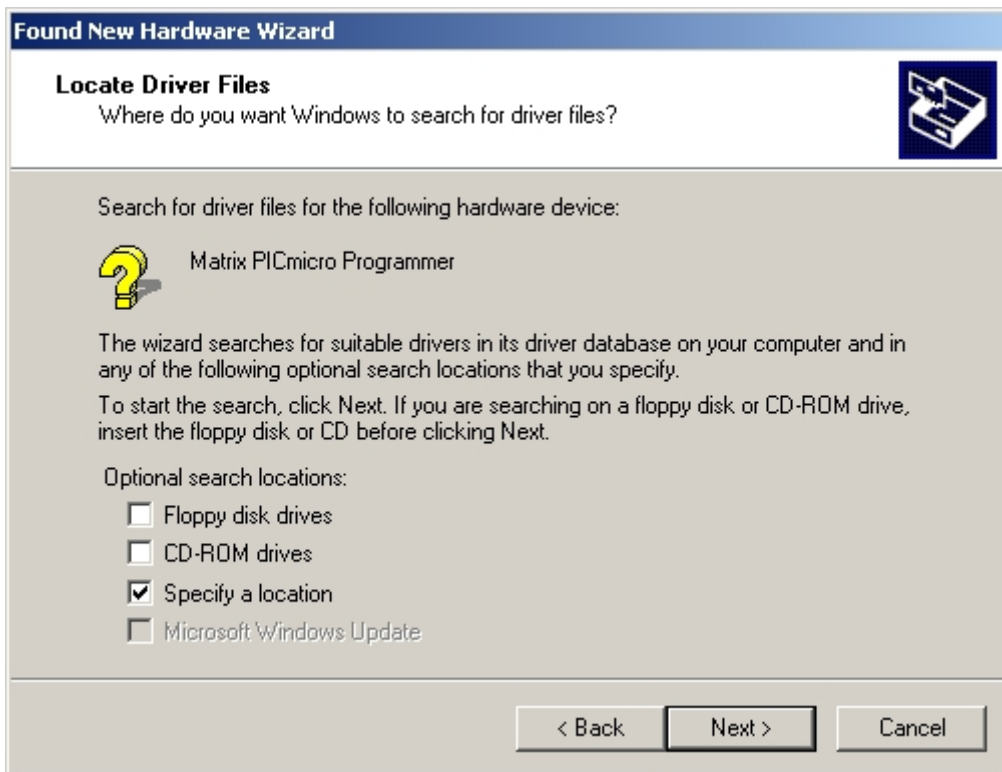 Found New Hardware Wizard
Locate Driver Files
Where do you want Windows to search for driver files?
Search for driver files for the following hardware device:
Matrix PICmicro Programmer
The wizard searches for suitable drivers in its driver database on your computer and in
any of the following optional search locations that you specify.
To start the search, click Next. If you are searching on a floppy disk or CD-ROM drive,
insert the floppy disk or CD before clicking Next.
Optional search locations:
Floppy disk drives
CD-ROM drives
Specify a location
Microsoft Windows Update
< Back Next > Cancel